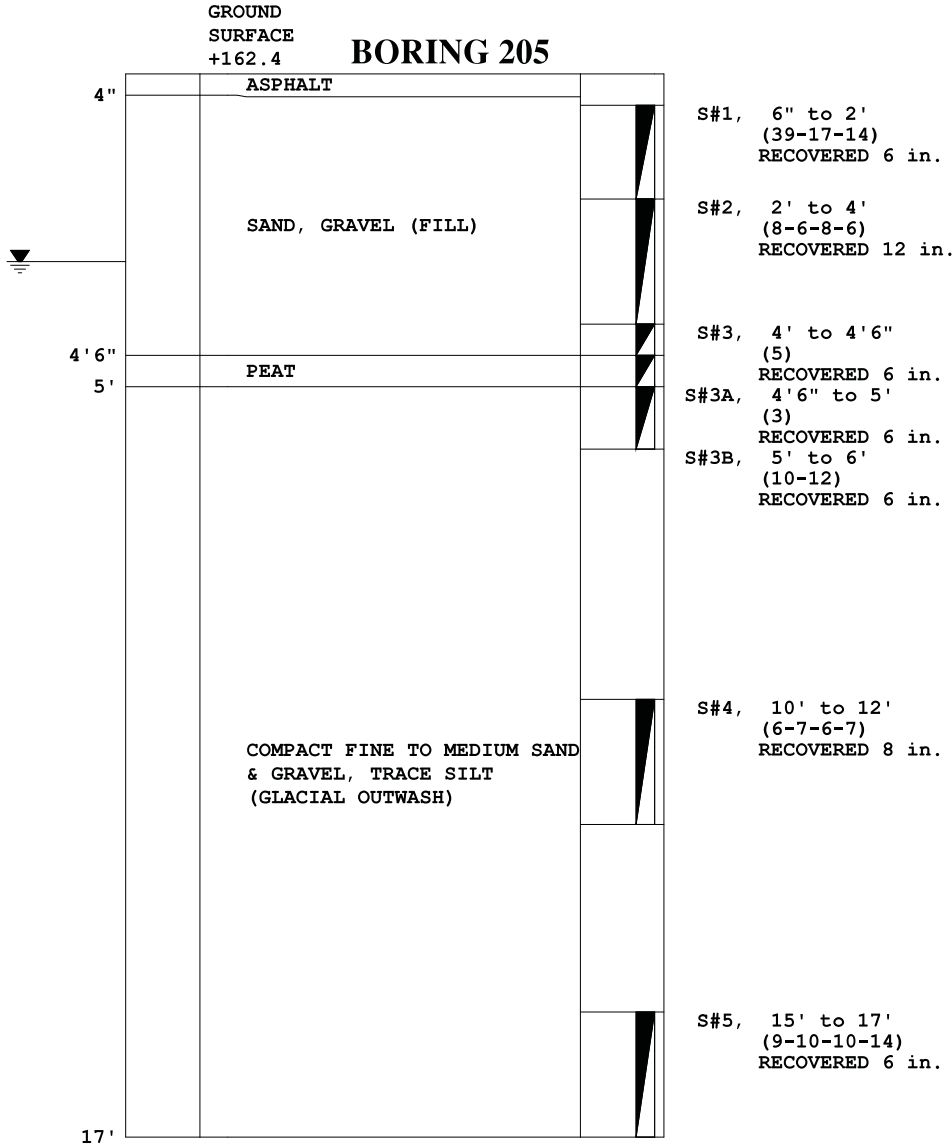 GROUND
SURFACE
+162.4
BORING 205
ASPHALT
4"
S#1, 6" to 2'
(39-17-14)
RECOVERED 6 in.
S#2, 2' to 4'
(8-6-8-6)
RECOVERED 12 in.
SAND, GRAVEL (FILL)
S#3, 4' to 4'6"
(5)
RECOVERED 6 in.
4'6"
PEAT
5'
S#3A, 4'6" to 5'
(3)
RECOVERED 6 in.
S#3B, 5' to 6'
(10-12)
RECOVERED 6 in.
S#4, 10' to 12'
(6-7-6-7)
RECOVERED 8 in.
COMPACT FINE TO MEDIUM SAND
& GRAVEL, TRACE SILT
(GLACIAL OUTWASH)
S#5, 15' to 17'
(9-10-10-14)
RECOVERED 6 in.
17'